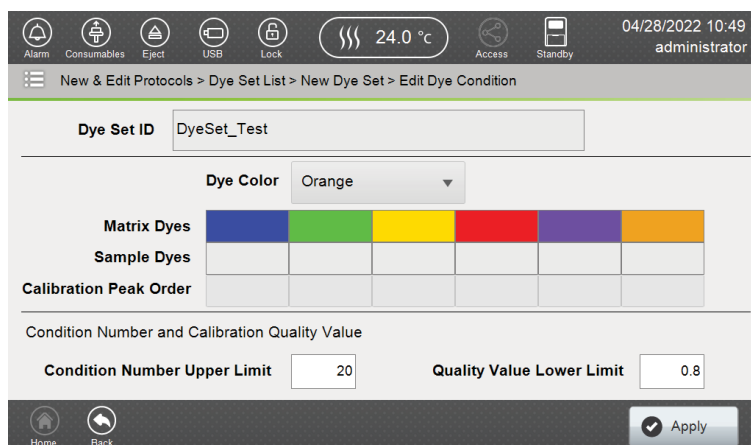 Alarm Consumables Eject USB Lock 24.0 °c Access Standby 04/28/2022 10:49
administrator
New & Edit Protocols > Dye Set List > New Dye Set > Edit Dye Condition
Dye Set ID DyeSet_Test
Dye Color Orange
Matrix Dyes
Sample Dyes
Calibration Peak Order
Condition Number and Calibration Quality Value
Condition Number Upper Limit 20 Quality Value Lower Limit 0.8
Home Back Apply